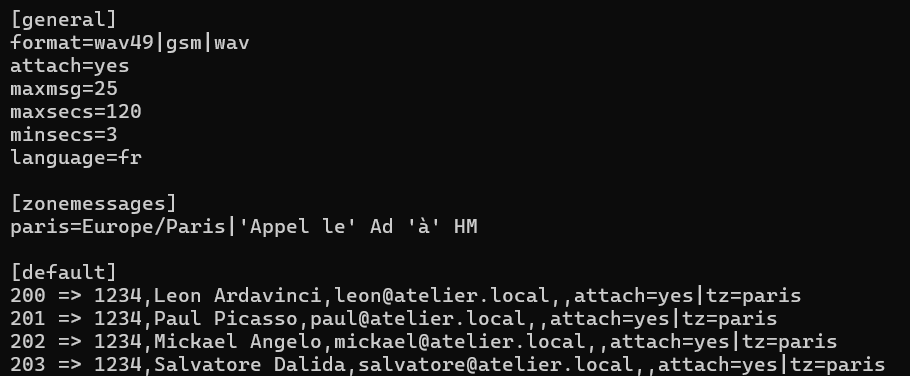 [general]
format=wav49|gsm|wav
attach=yes
maxmsg=25
maxsecs=120
minsecs=3
language=fr

[zonemessages]
paris=Europe/Paris|'Appel le' Ad 'à' HM

[default]
200 => 1234,Leon Ardavinci,leon@atelier.local,,attach=yes|tz=paris
201 => 1234,Paul Picasso,paul@atelier.local,,attach=yes|tz=paris
202 => 1234,Mickael Angelo,mickael@atelier.local,,attach=yes|tz=paris
203 => 1234,Salvatore Dalida,salvatore@atelier.local,,attach=yes|tz=paris